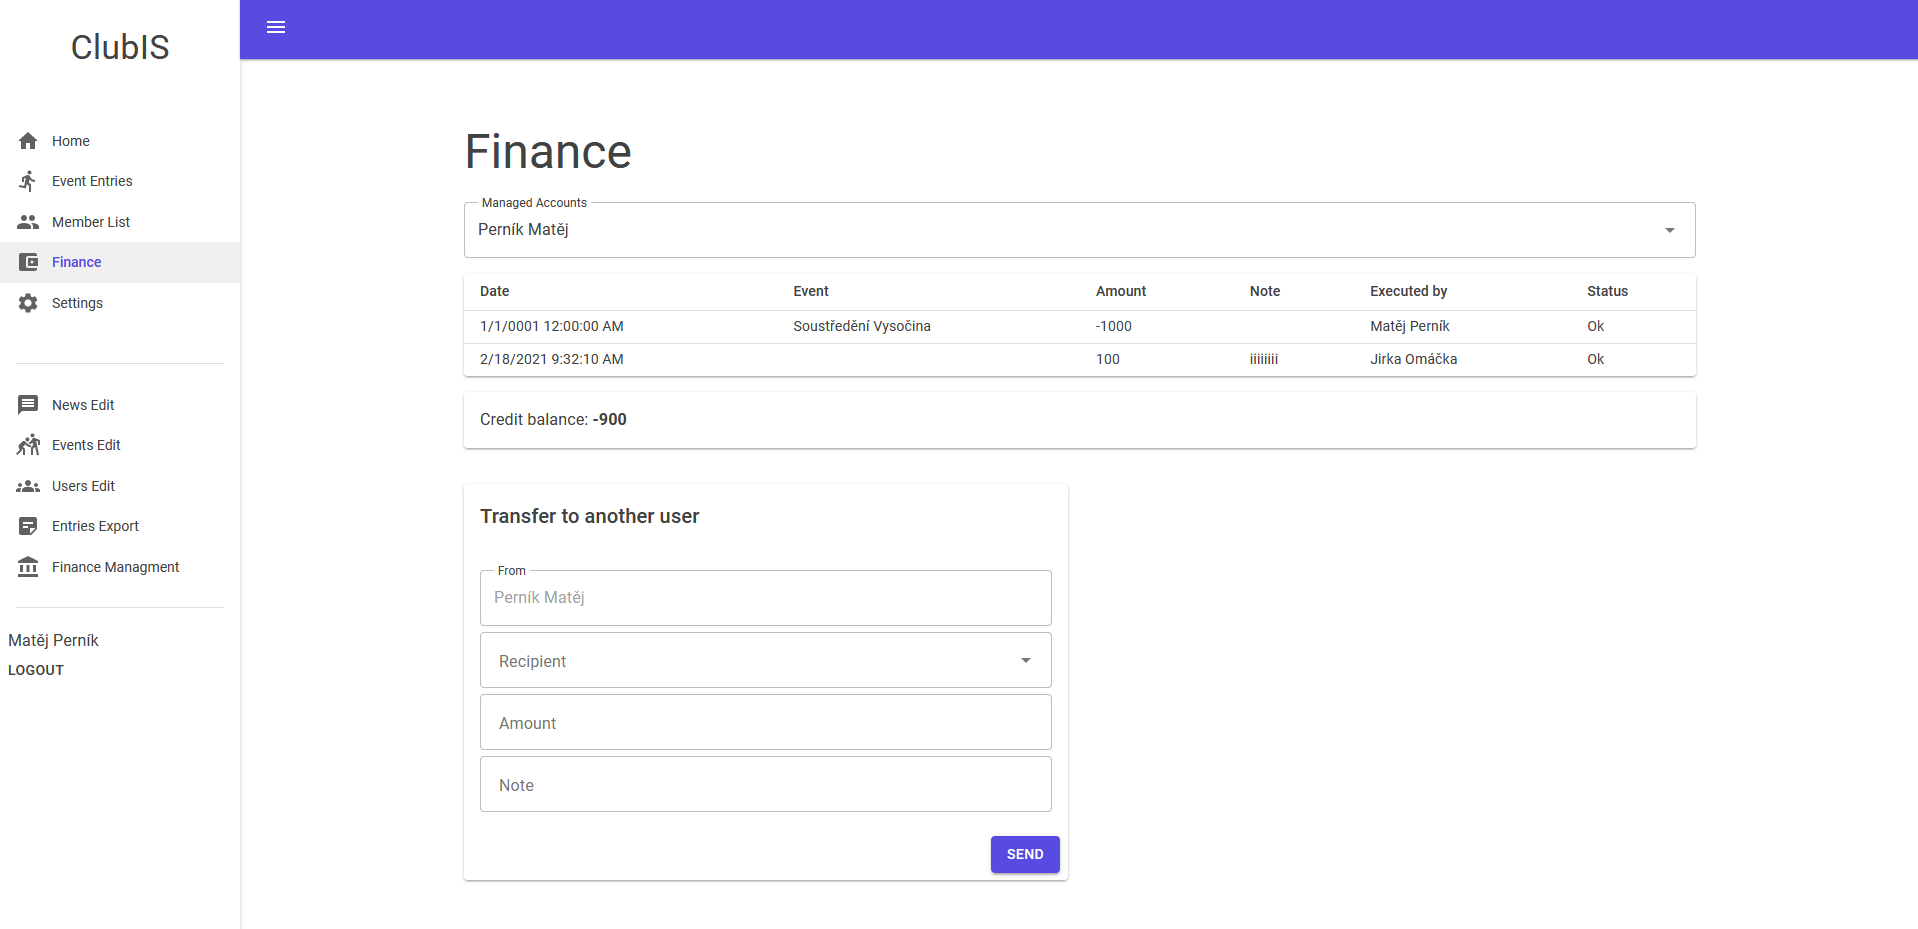 ClubIS
Home
Event Entries
Member List
Finance
Settings
News Edit
Events Edit
Users Edit
Entries Export
Finance Managment
Matěj Perník
LOGOUT
Finance
Managed Accounts
Perník Matěj
Date Event Amount Note Executed by Status
1/1/0001 12:00:00 AM Soustředění Vysočina -1000 Matěj Perník Ok
2/18/2021 9:32:10 AM 100 iiiiiiii Jirka Omáčka Ok
Credit balance: -900
Transfer to another user
From
Perník Matěj
Recipient
Amount
Note
SEND